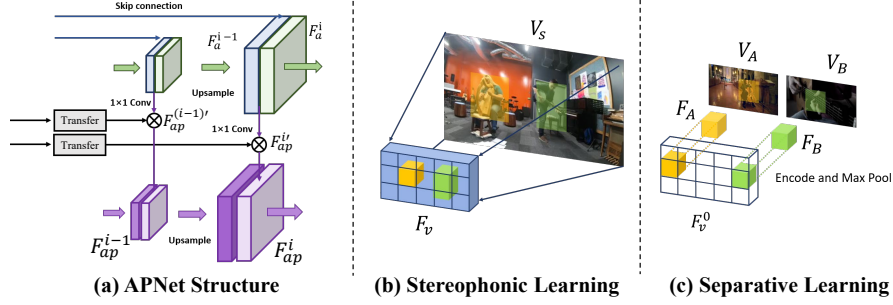 Skip connection
F_a^{i-1}
F_a^i
Upsample
1×1 Conv
Transfer
F_{ap}^{(i-1)′}
1×1 Conv
Transfer
F_{ap}^{i′}
F_{ap}^{i-1}
Upsample
F_{ap}^i
(a) APNet Structure
V_s
F_v
(b) Stereophonic Learning
V_A
V_B
F_A
F_B
Encode and Max Pool
F_v^0
(c) Separative Learning